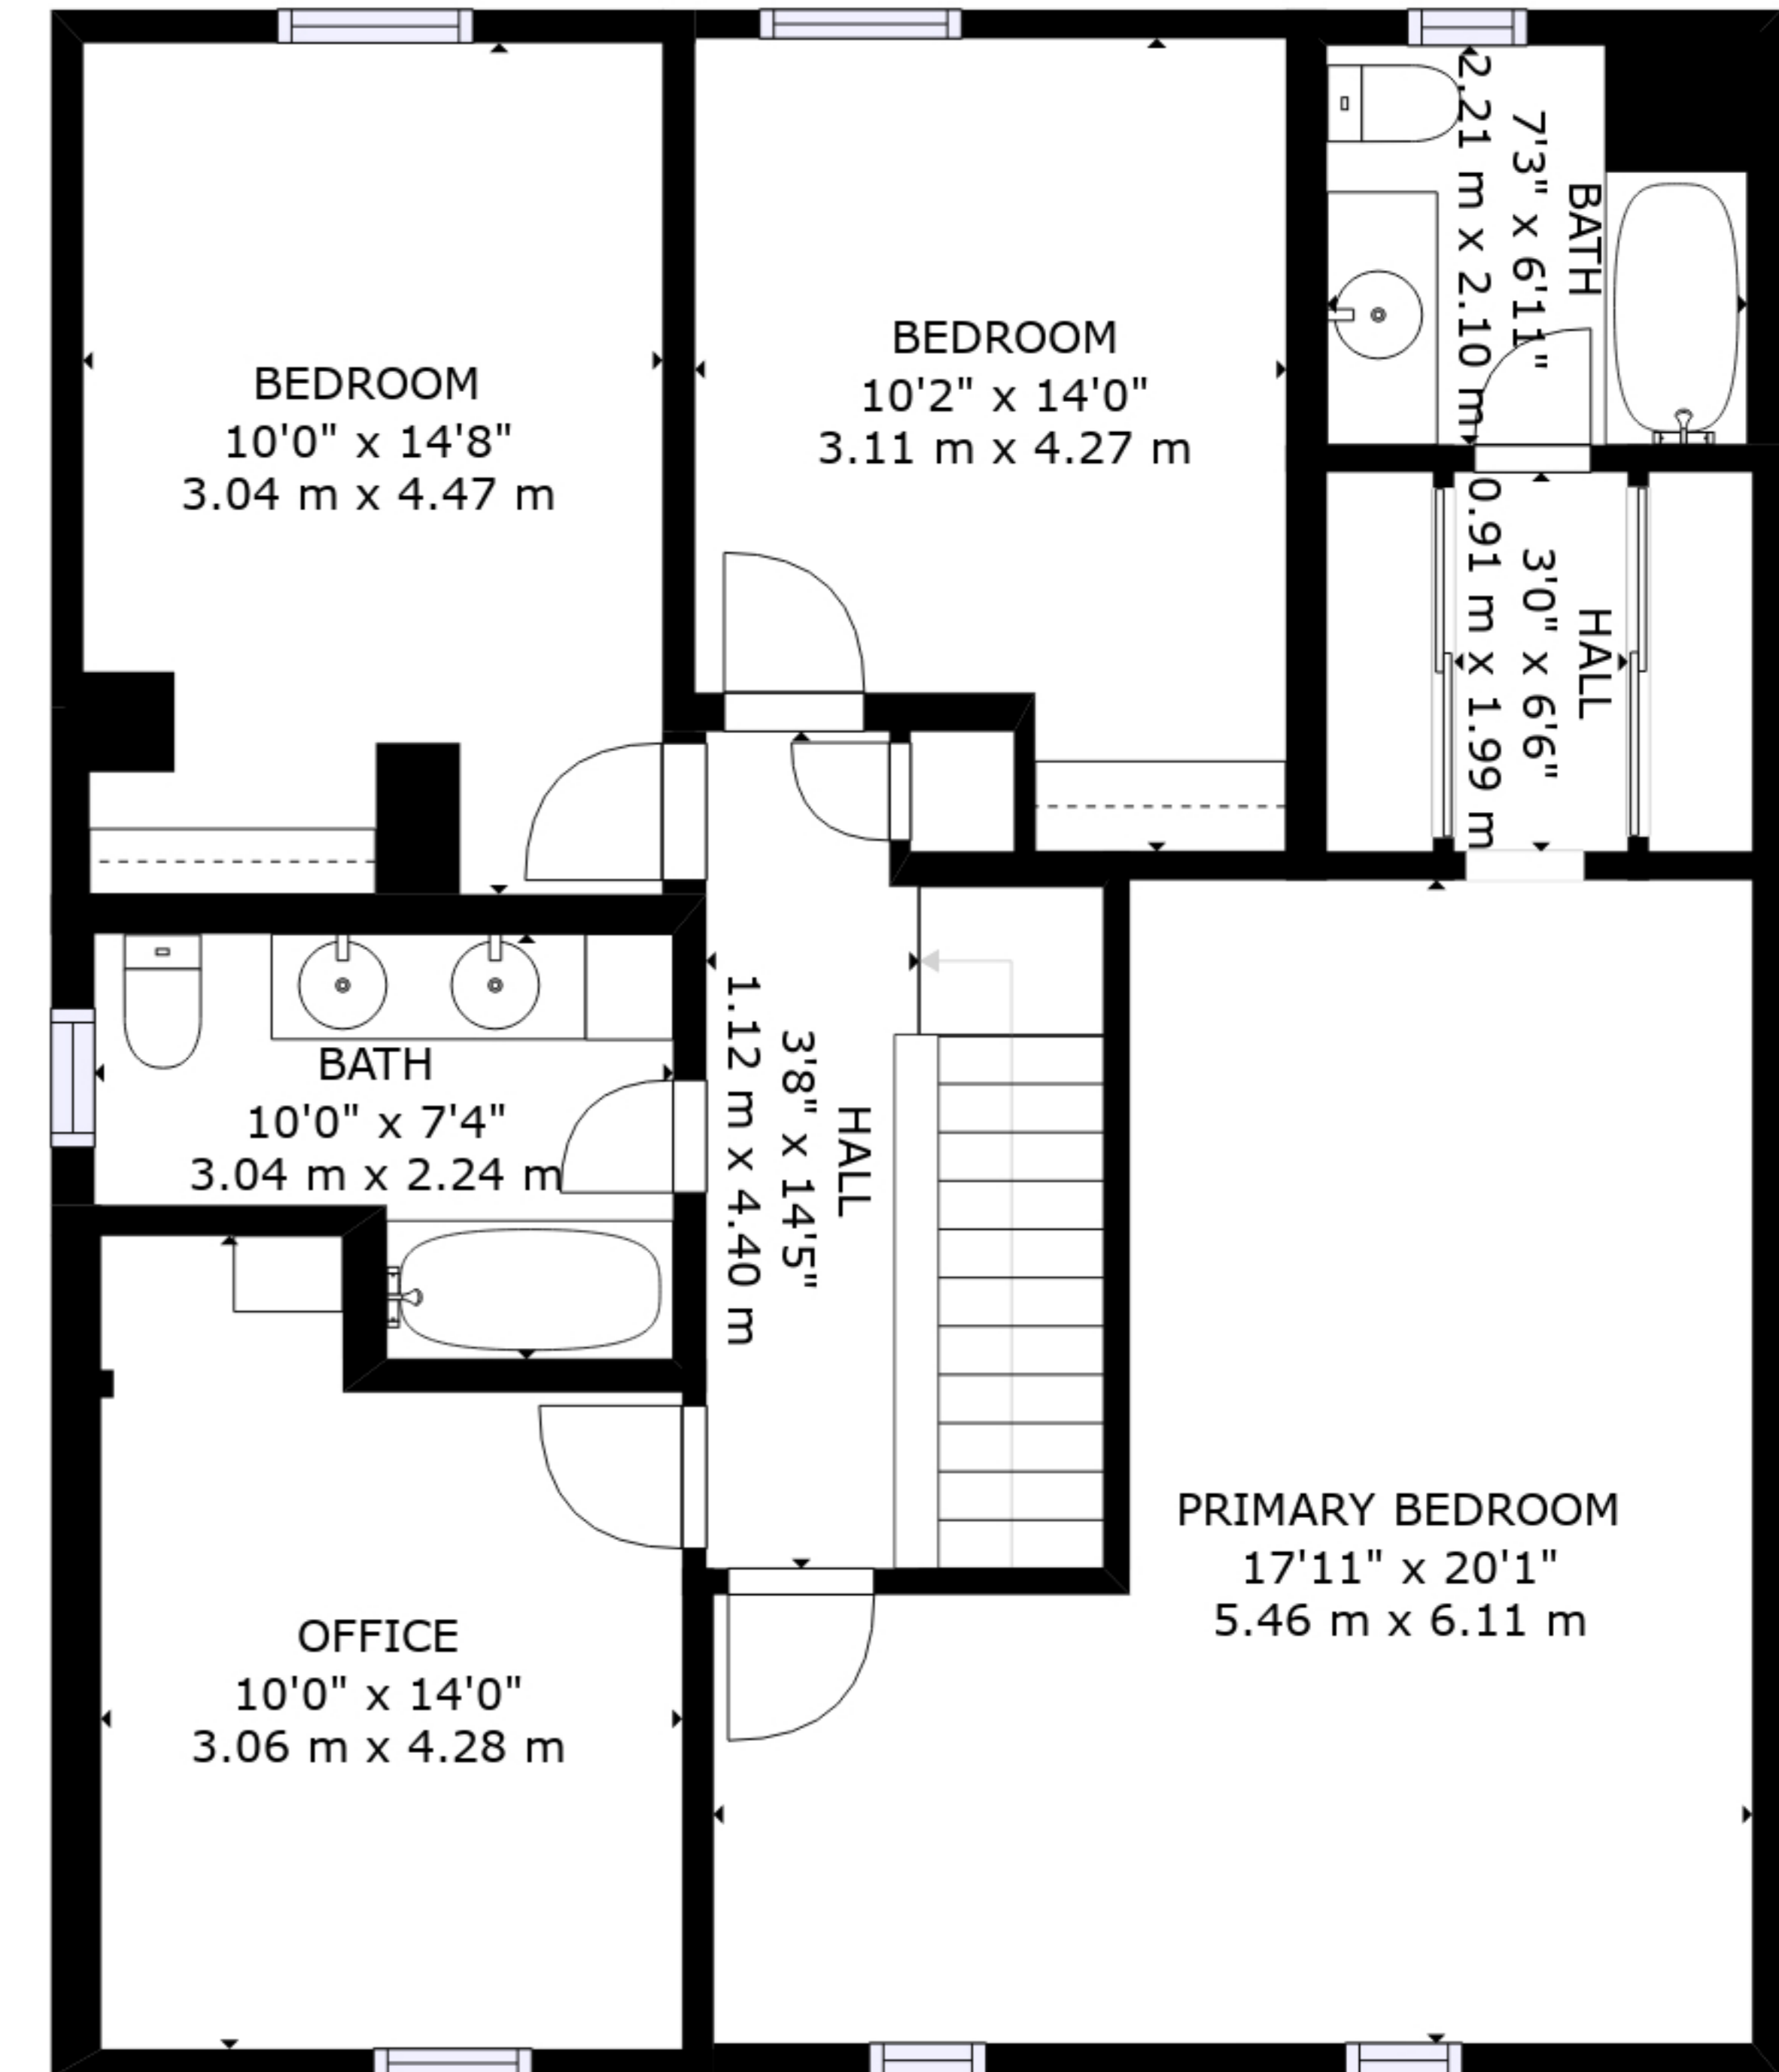 BEDROOM
10'0" x 14'8"
3.04 m x 4.47 m
BEDROOM
10'2" x 14'0"
3.11 m x 4.27 m
BATH
7'3" x 6'11"
2.21 m x 2.10 m
HALL
3'0" x 6'6"
0.91 m x 1.99 m
BATH
10'0" x 7'4"
3.04 m x 2.24 m
HALL
3'8" x 14'5"
1.12 m x 4.40 m
PRIMARY BEDROOM
17'11" x 20'1"
5.46 m x 6.11 m
OFFICE
10'0" x 14'0"
3.06 m x 4.28 m